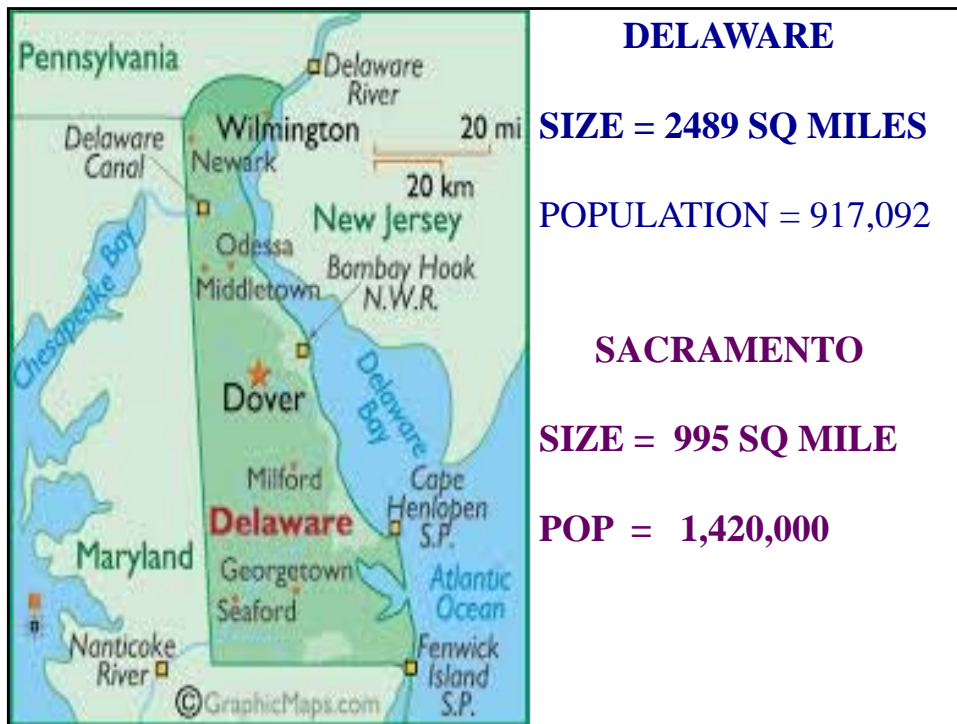 Pennsylvania
Delaware
River
Delaware
Canal
Wilmington
20 mi
Newark
20 km
New Jersey
Odessa
Bombay Hook
N.W.R.
Middletown
Chesapeake Bay
Dover
Delaware
Bay
Milford
Cape
Henlopen
S.P.
Delaware
Maryland
Georgetown
Atlantic
Ocean
Seaford
Nanticoke
River
Fenwick
Island
S.P.
©GraphicMaps.com
DELAWARE
SIZE = 2489 SQ MILES
POPULATION = 917,092
SACRAMENTO
SIZE = 995 SQ MILE
POP = 1,420,000